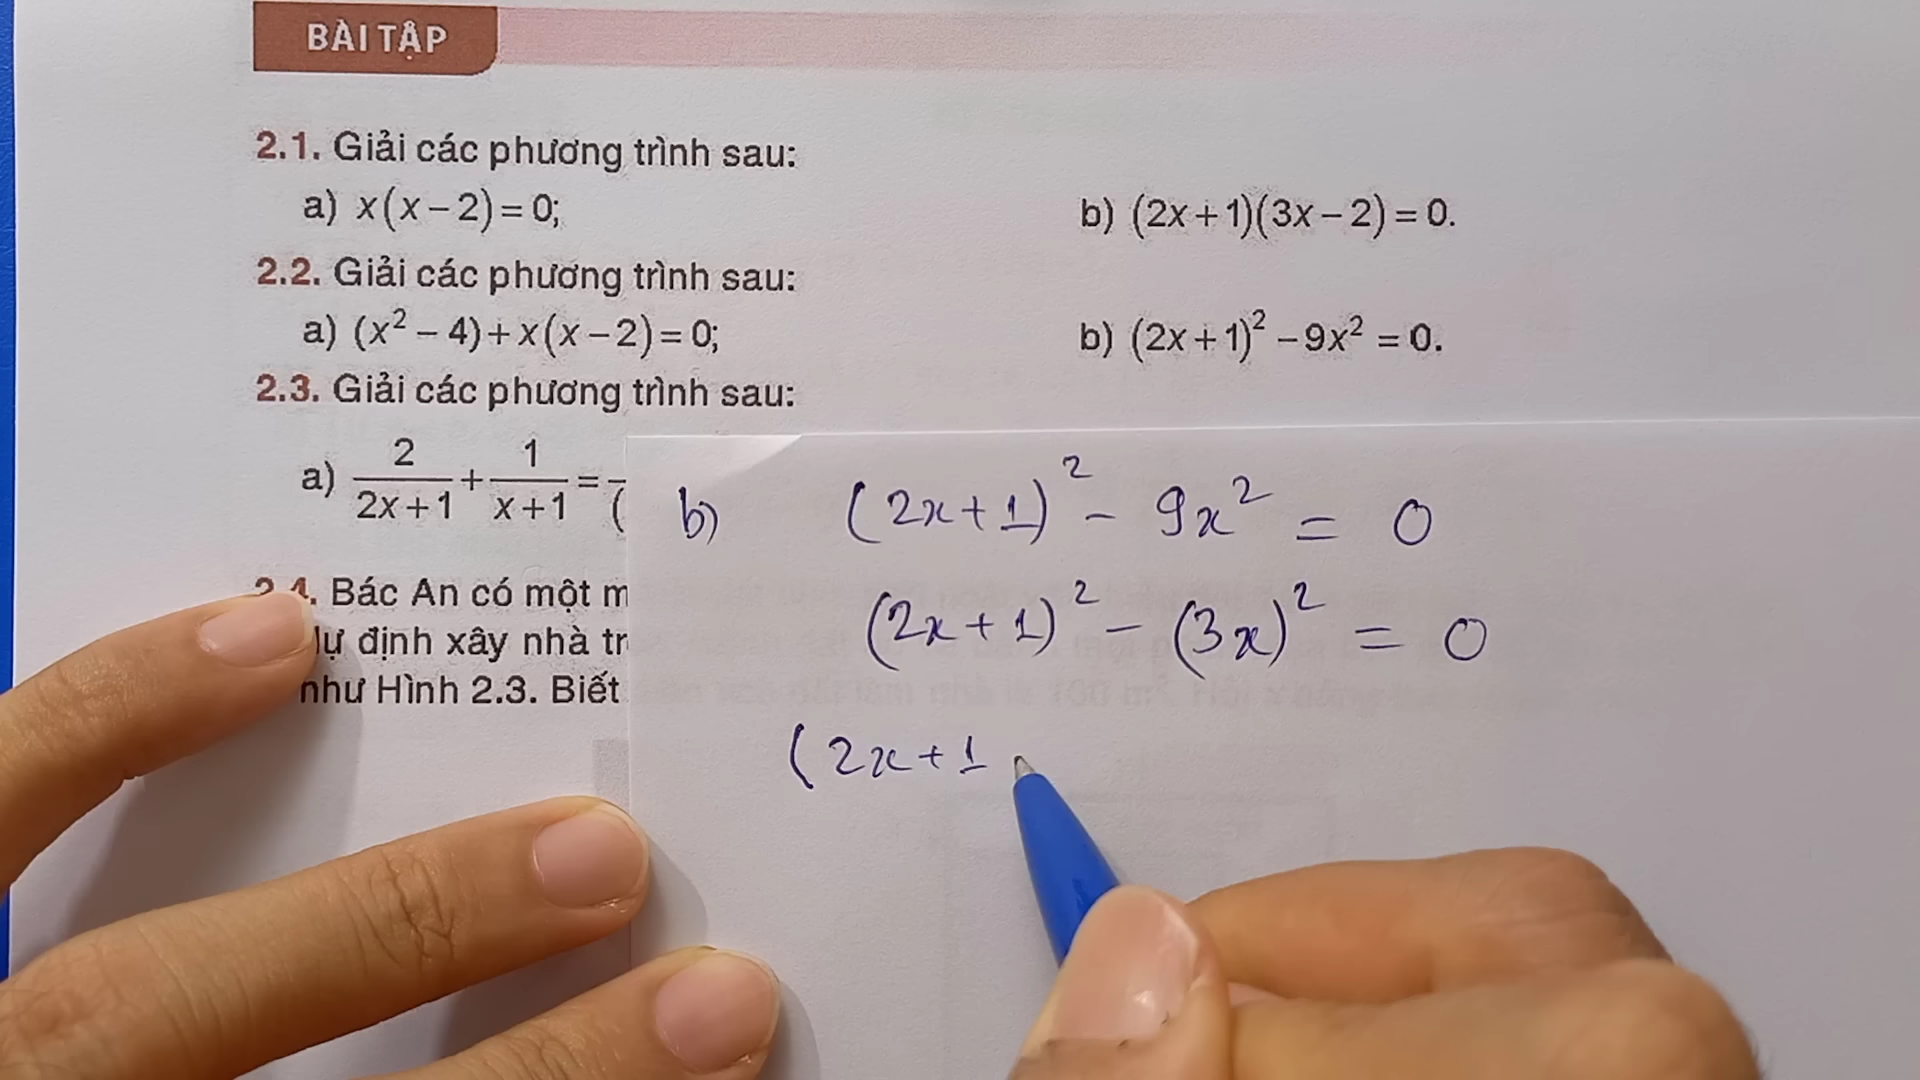 BÀI TẬP
2.1. Giải các phương trình sau:
a) x(x – 2) = 0;
b) (2x + 1)(3x – 2) = 0.
2.2. Giải các phương trình sau:
a) (x² – 4) + x(x – 2) = 0;
b) (2x + 1)² – 9x² = 0.
2.3. Giải các phương trình sau:
a) 2/(2x + 1) + 1/(x + 1) =
2.4. Bác An có một
dự định xây nhà
như Hình 2.3. Biết
b) (2x + 1)² – 9x² = 0
(2x + 1)² – (3x)² = 0
(2x + 1